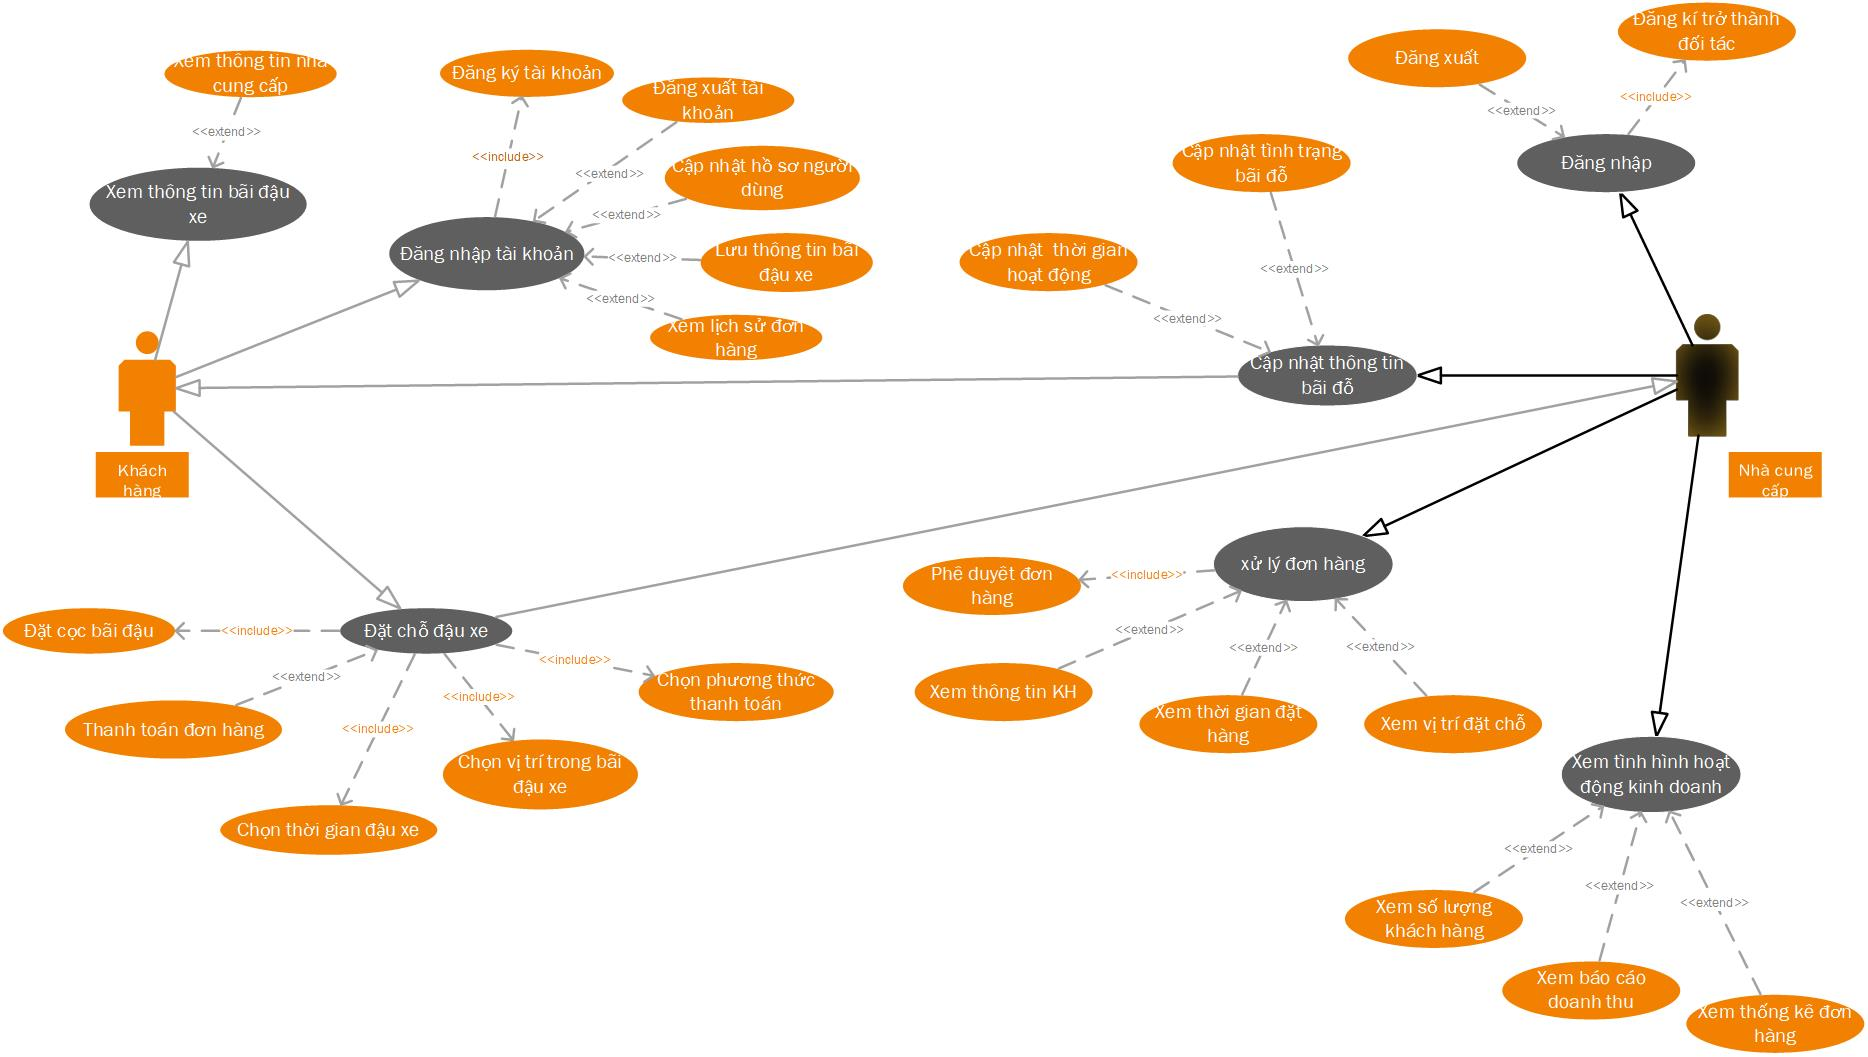 Xem thông tin nhà
cung cấp
<<extend>>
Xem thông tin bãi đậu
xe
Đăng ký tài khoản
Đăng xuất tài
khoản
<<include>>
<<extend>>
Cập nhật hồ sơ người
dùng
<<extend>>
Đăng nhập tài khoản
<<extend>>
Lưu thông tin bãi
đậu xe
<<extend>>
Xem lịch sử đơn
hàng
Khách
hàng
Đăng xuất
Đăng kí trở thành
đối tác
<<extend>>
<<include>>
Đăng nhập
Cập nhật tình trạng
bãi đỗ
Cập nhật  thời gian
hoạt động
<<extend>>
<<extend>>
Cập nhật thông tin
bãi đỗ
Nhà cung
cấp
Đặt cọc bãi đậu
<<include>>
Đặt chỗ đậu xe
<<extend>>
<<include>>
Thanh toán đơn hàng
<<include>>
<<include>>
Chọn phương thức
thanh toán
Chọn vị trí trong bãi
đậu xe
Chọn thời gian đậu xe
xử lý đơn hàng
Phê duyêt đơn
hàng
<<include>>
<<extend>>
<<extend>>
<<extend>>
Xem thông tin KH
Xem thời gian đặt
hàng
Xem vị trí đặt chỗ
Xem tình hình hoạt
động kinh doanh
<<extend>>
<<extend>>
<<extend>>
Xem số lượng
khách hàng
Xem báo cáo
doanh thu
Xem thống kê đơn
hàng